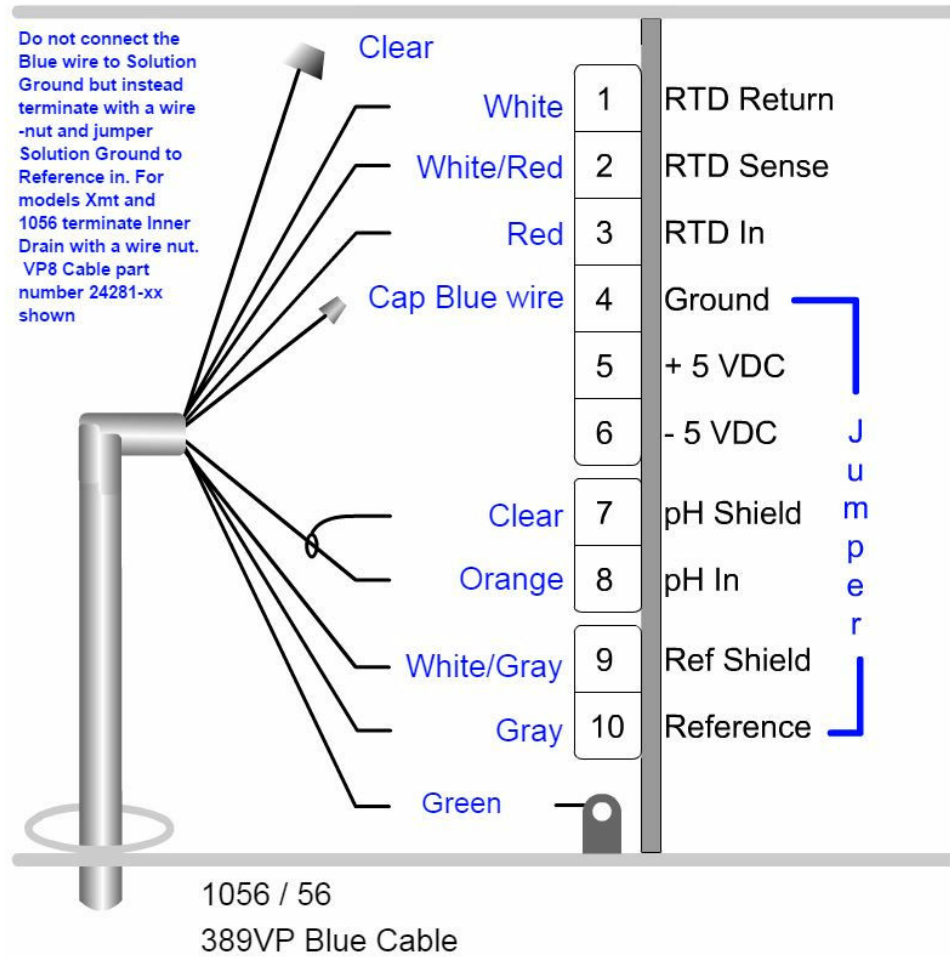 Do not connect the
Blue wire to Solution
Ground but instead
terminate with a wire
-nut and jumper
Solution Ground to
Reference in. For
models Xmt and
1056 terminate Inner
Drain with a wire nut.
VP8 Cable part
number 24281-xx
shown
Clear
White 1 RTD Return
White/Red 2 RTD Sense
Red 3 RTD In
Cap Blue wire 4 Ground
5 + 5 VDC
6 - 5 VDC
Jumper
Clear 7 pH Shield
Orange 8 pH In
White/Gray 9 Ref Shield
Gray 10 Reference
Green
1056 / 56
389VP Blue Cable